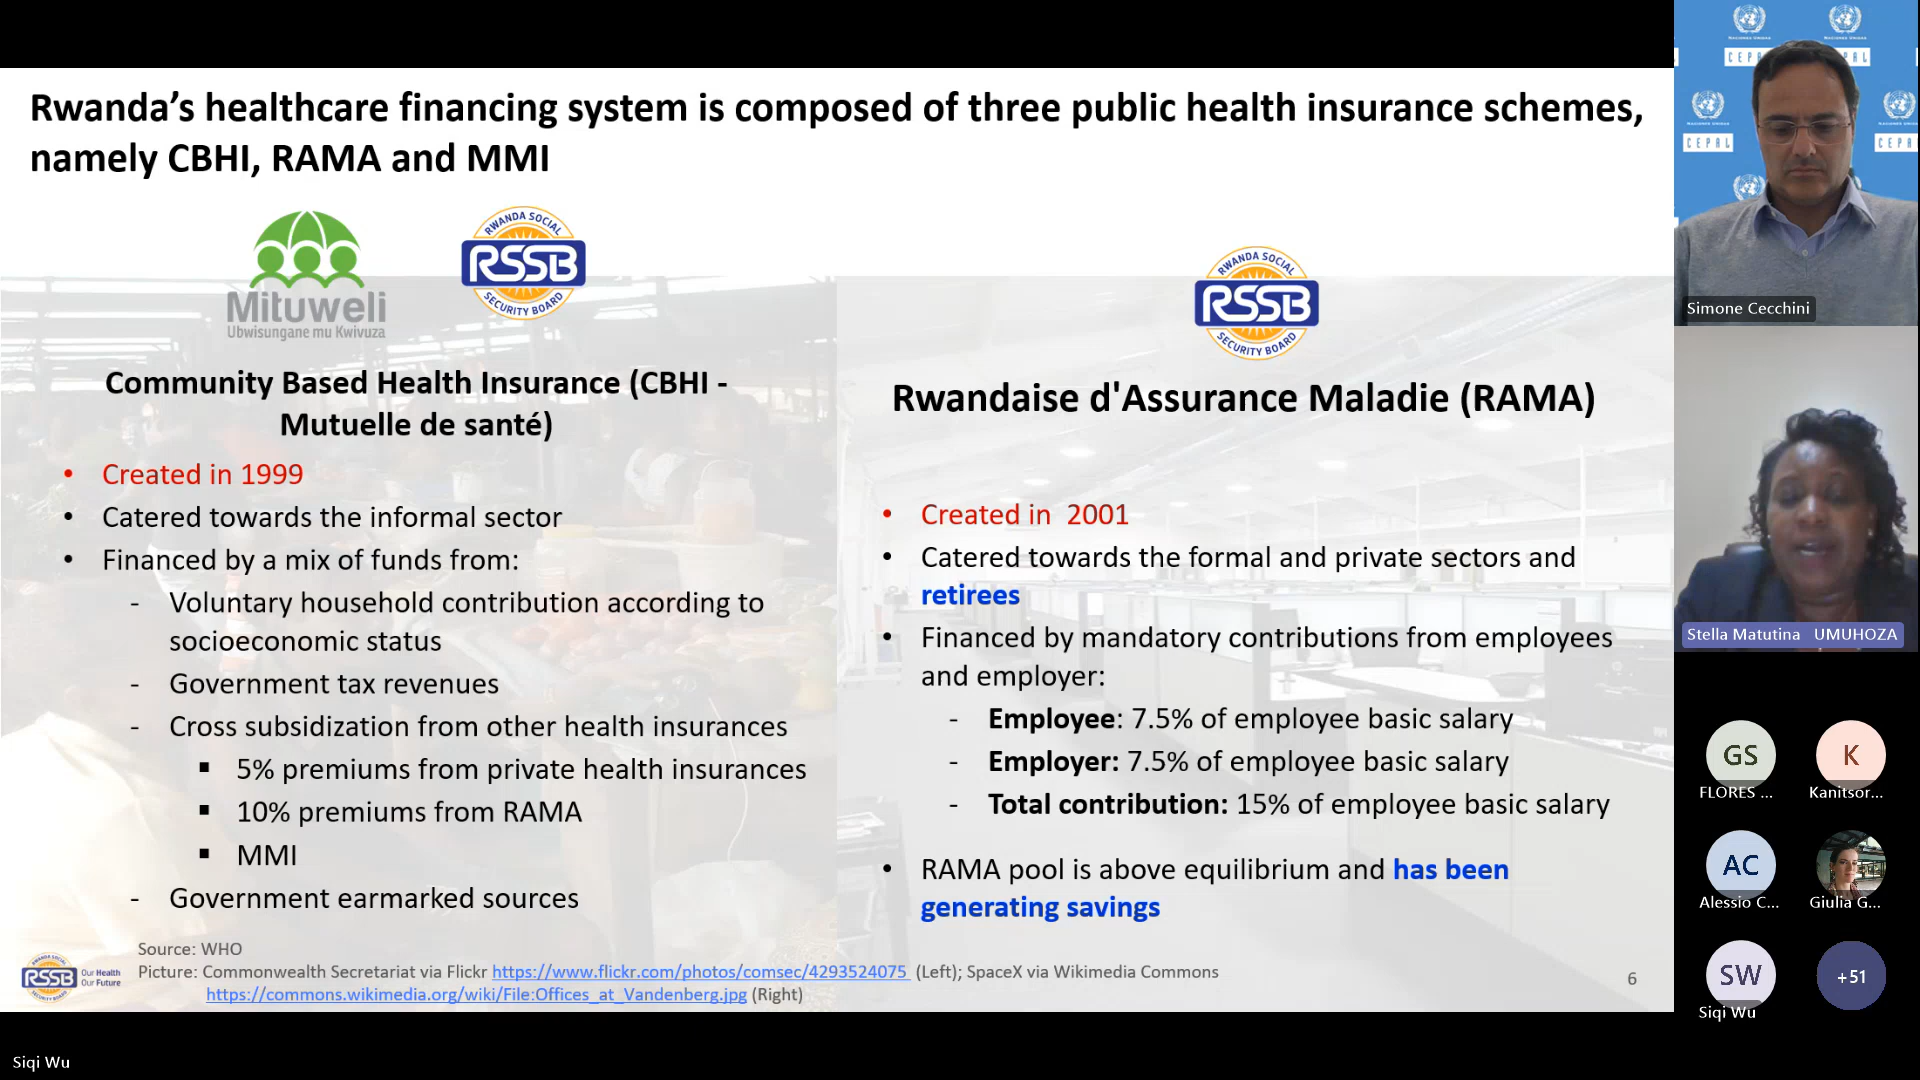 Rwanda’s healthcare financing system is composed of three public health insurance schemes,
namely CBHI, RAMA and MMI
Mituweli
Ubwisungane mu Kwivuza
RWANDA SOCIAL
RSSB
SECURITY BOARD
Community Based Health Insurance (CBHI -
Mutuelle de santé)
• Created in 1999
• Catered towards the informal sector
• Financed by a mix of funds from:
- Voluntary household contribution according to
socioeconomic status
- Government tax revenues
- Cross subsidization from other health insurances
▪ 5% premiums from private health insurances
▪ 10% premiums from RAMA
▪ MMI
- Government earmarked sources
RWANDA SOCIAL
RSSB
SECURITY BOARD
Rwandaise d'Assurance Maladie (RAMA)
• Created in  2001
• Catered towards the formal and private sectors and
retirees
• Financed by mandatory contributions from employees
and employer:
- Employee: 7.5% of employee basic salary
- Employer: 7.5% of employee basic salary
- Total contribution: 15% of employee basic salary
• RAMA pool is above equilibrium and has been
generating savings
RSSB
Our Health
Our Future
Source: WHO
Picture: Commonwealth Secretariat via Flickr https://www.flickr.com/photos/comsec/4293524075 (Left); SpaceX via Wikimedia Commons
https://commons.wikimedia.org/wiki/File:Offices_at_Vandenberg.jpg (Right)
6
CEPAL
Simone Cecchini
Stella Matutina UMUHOZA
GS
FLORES ...
K
Kanitsor...
AC
Alessio C...
Giulia G...
SW
Siqi Wu
+51
Siqi Wu